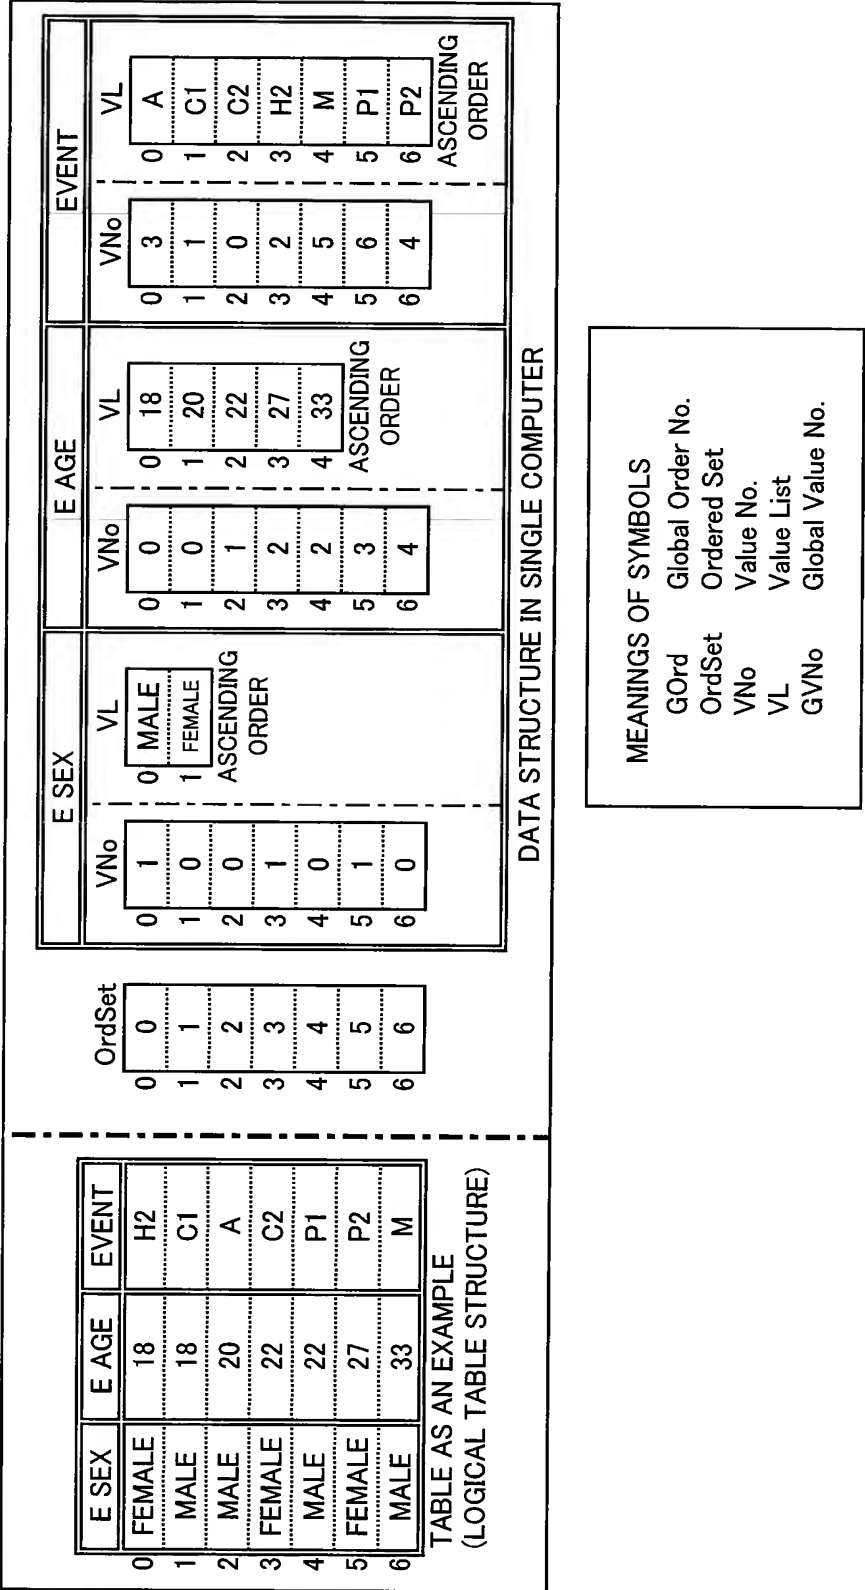 E SEX E AGE EVENT
0 FEMALE 18 H2
1 MALE 18 C1
2 MALE 20 A
3 FEMALE 22 C2
4 MALE 22 P1
5 FEMALE 27 P2
6 MALE 33 M
TABLE AS AN EXAMPLE
(LOGICAL TABLE STRUCTURE)
OrdSet
0 0
1 1
2 2
3 3
4 4
5 5
6 6
E SEX
VNo
0 1
1 0
2 0
3 1
4 0
5 1
6 0
VL
0 MALE
1 FEMALE
ASCENDING
ORDER
E AGE
VNo
0 0
1 0
2 1
3 2
4 2
5 3
6 4
VL
0 18
1 20
2 22
3 27
4 33
ASCENDING
ORDER
EVENT
VNo
0 3
1 1
2 0
3 2
4 5
5 6
6 4
VL
0 A
1 C1
2 C2
3 H2
4 M
5 P1
6 P2
ASCENDING
ORDER
DATA STRUCTURE IN SINGLE COMPUTER
MEANINGS OF SYMBOLS
GOrd Global Order No.
OrdSet Ordered Set
VNo Value No.
VL Value List
GVNo Global Value No.